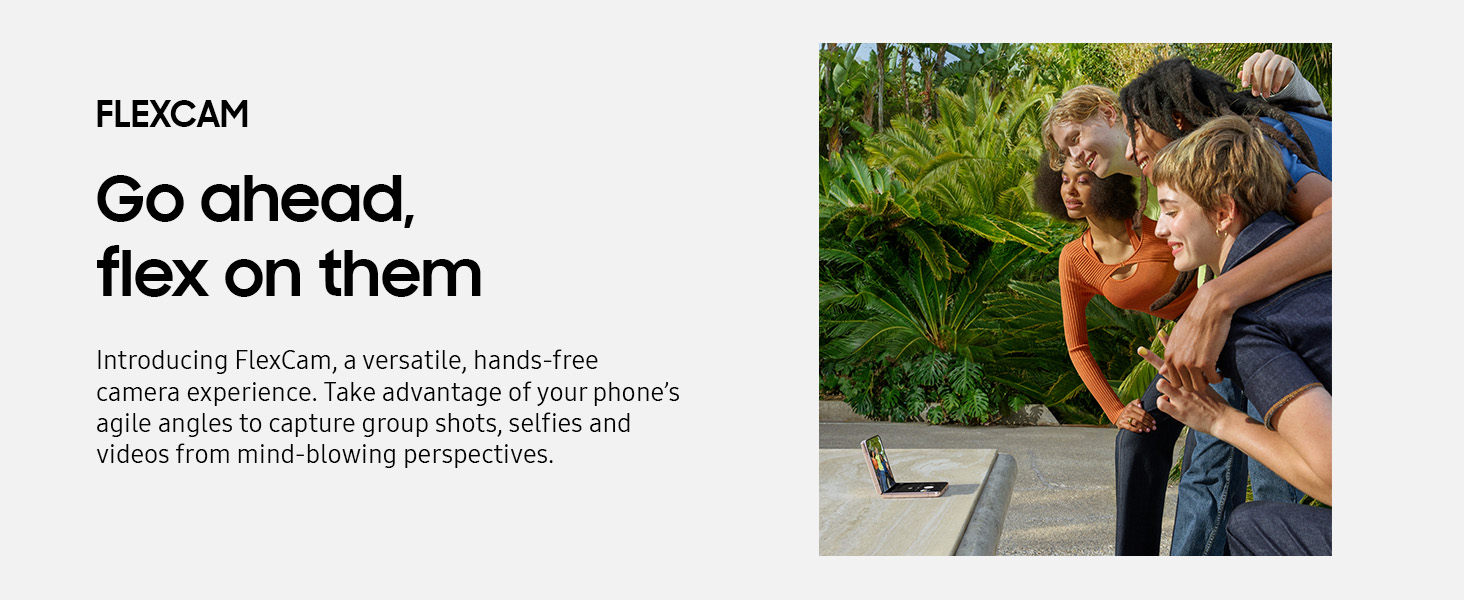 FLEXCAM
Go ahead,
flex on them
Introducing FlexCam, a versatile, hands-free
camera experience. Take advantage of your phone’s
agile angles to capture group shots, selfies and
videos from mind-blowing perspectives.